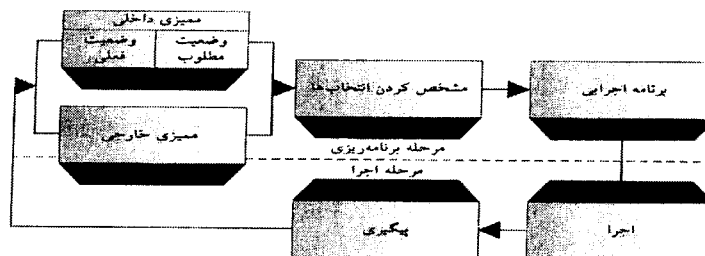 ممیزی داخلی
وضعیت مطلوب
وضعیت فعلی
ممیزی خارجی
مشخص کردن انتخاب‌ها
برنامه اجرایی
مرحله برنامه‌ریزی
مرحله اجرا
اجرا
پیگیری